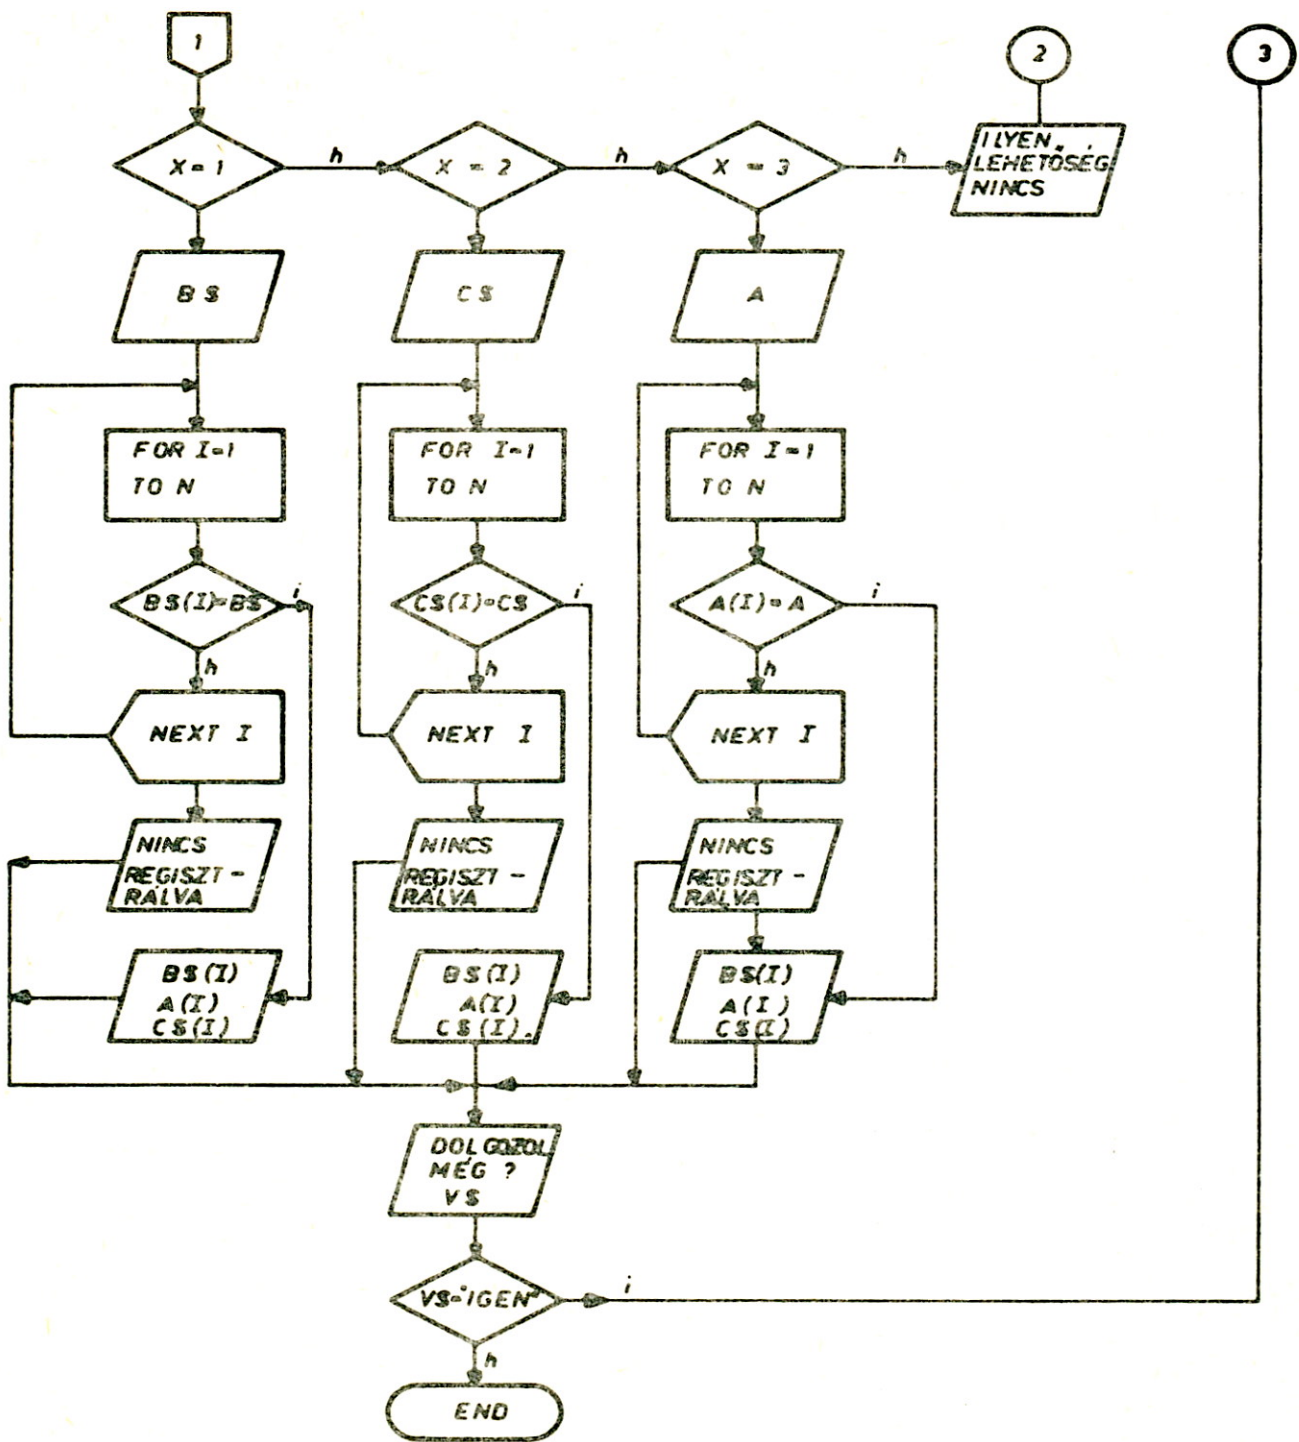 1
2
3
X=1
h
X=2
h
X=3
h
ILYEN
LEHETŐSÉG
NINCS
B$
C$
A
FOR I=1
TO N
FOR I=1
TO N
FOR I=1
TO N
B$(I)=B$
i
C$(I)=C$
i
A(I)=A
i
h
h
h
NEXT I
NEXT I
NEXT I
NINCS
REGISZT-
RÁLVA
NINCS
REGISZT-
RÁLVA
NINCS
REGISZT-
RÁLVA
B$(I)
A(I)
C$(I)
B$(I)
A(I)
C$(I).
B$(I)
A(I)
C$(I)
DOLGOZOL
MÉG ?
V$
V$="IGEN"
i
h
END